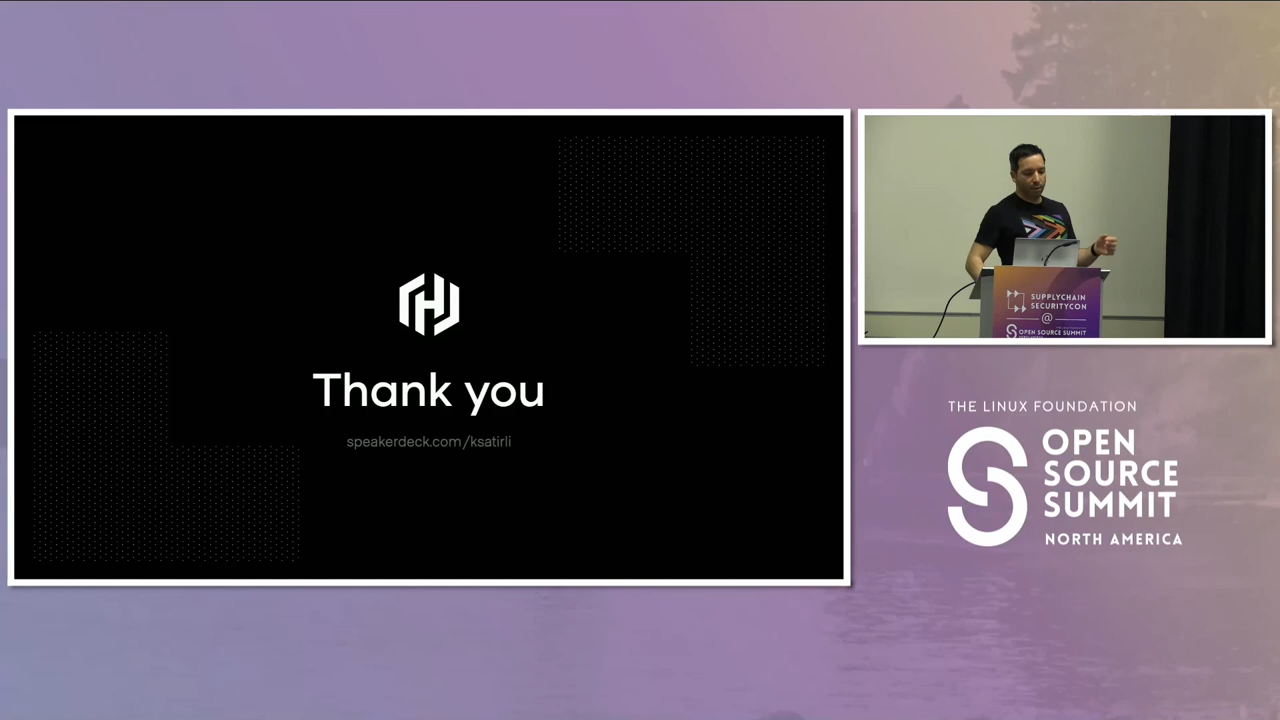 Thank you
speakerdeck.com/ksatirli
SUPPLYCHAIN
SECURITYCON
@
OPEN SOURCE SUMMIT
THE LINUX FOUNDATION
OPEN
SOURCE
SUMMIT
NORTH AMERICA